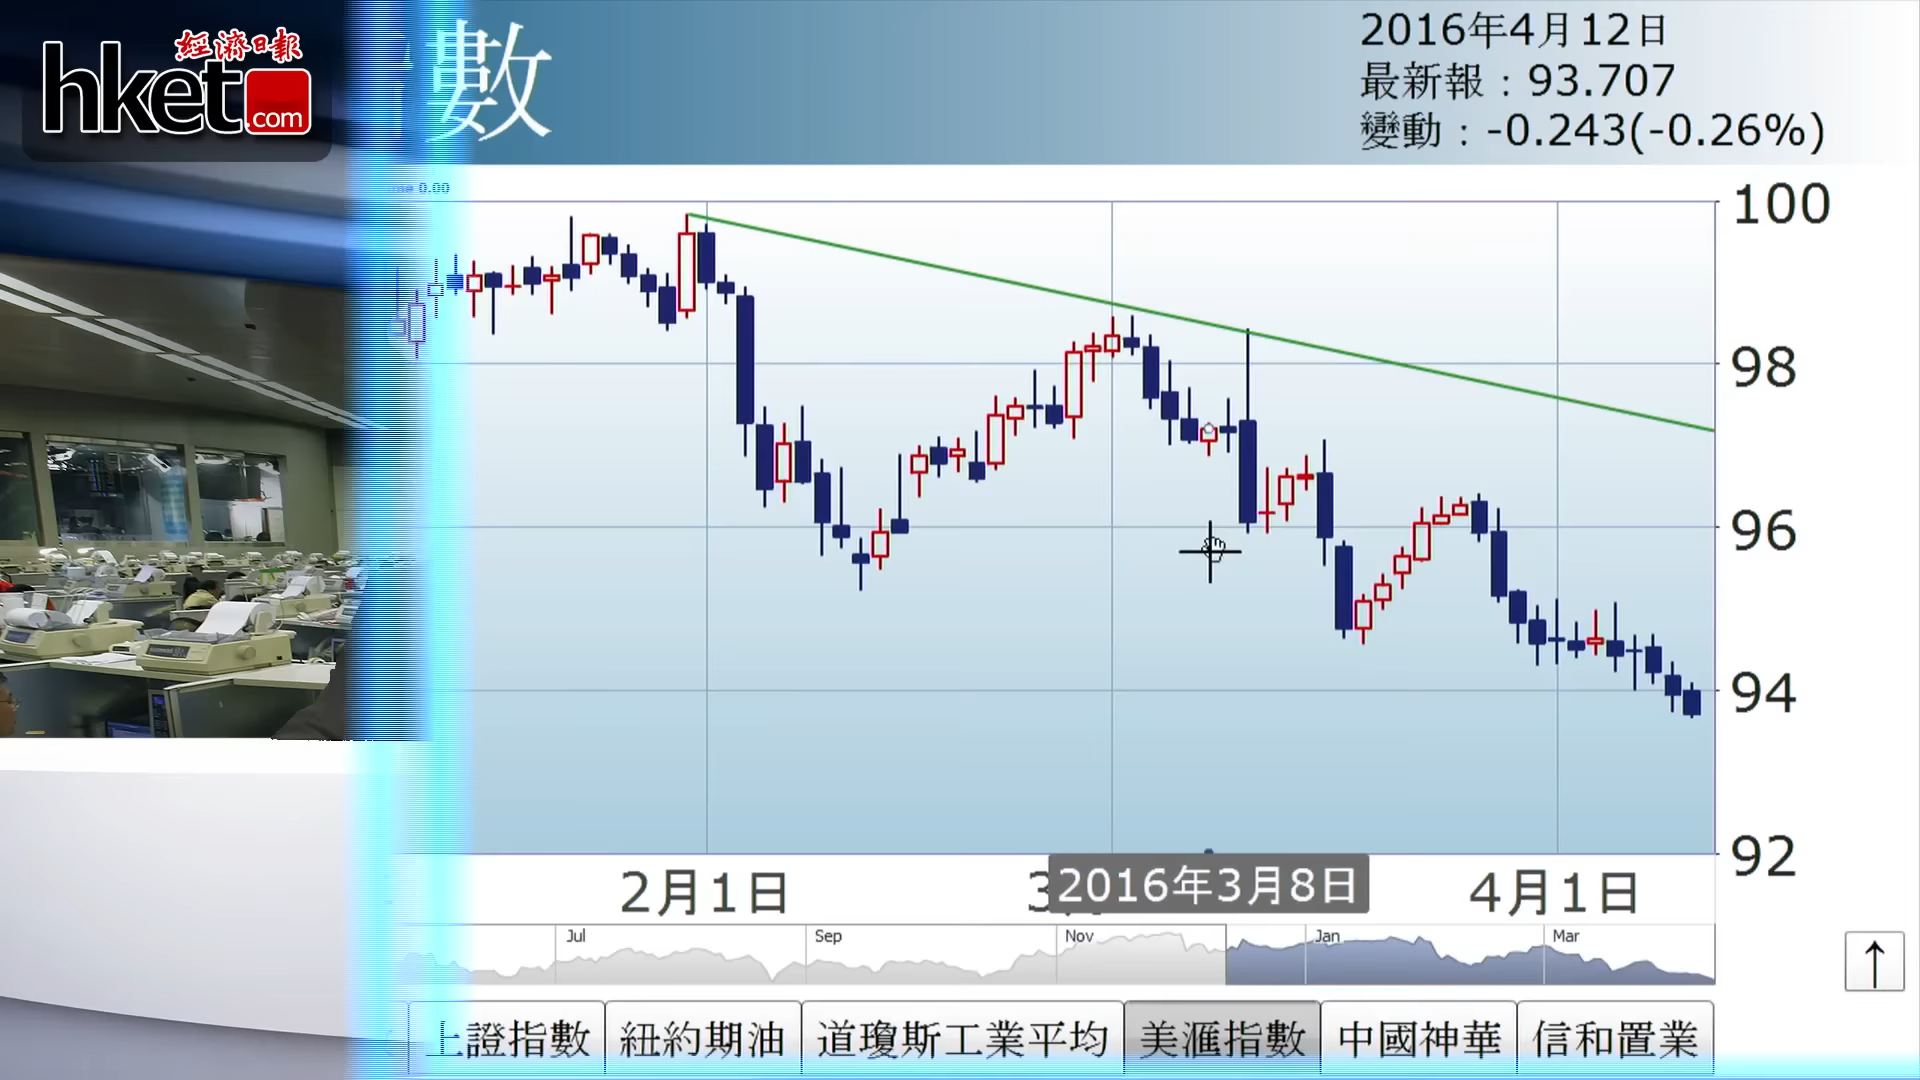 經濟日報
hket
.com
數
2016年4月12日
最新報：93.707
變動：-0.243(-0.26%)
0.00
100
98
96
94
92
2月1日
2016年3月8日
4月1日
Jul
Sep
Nov
Jan
Mar
上證指數
紐約期油
道瓊斯工業平均
美滙指數
中國神華
信和置業